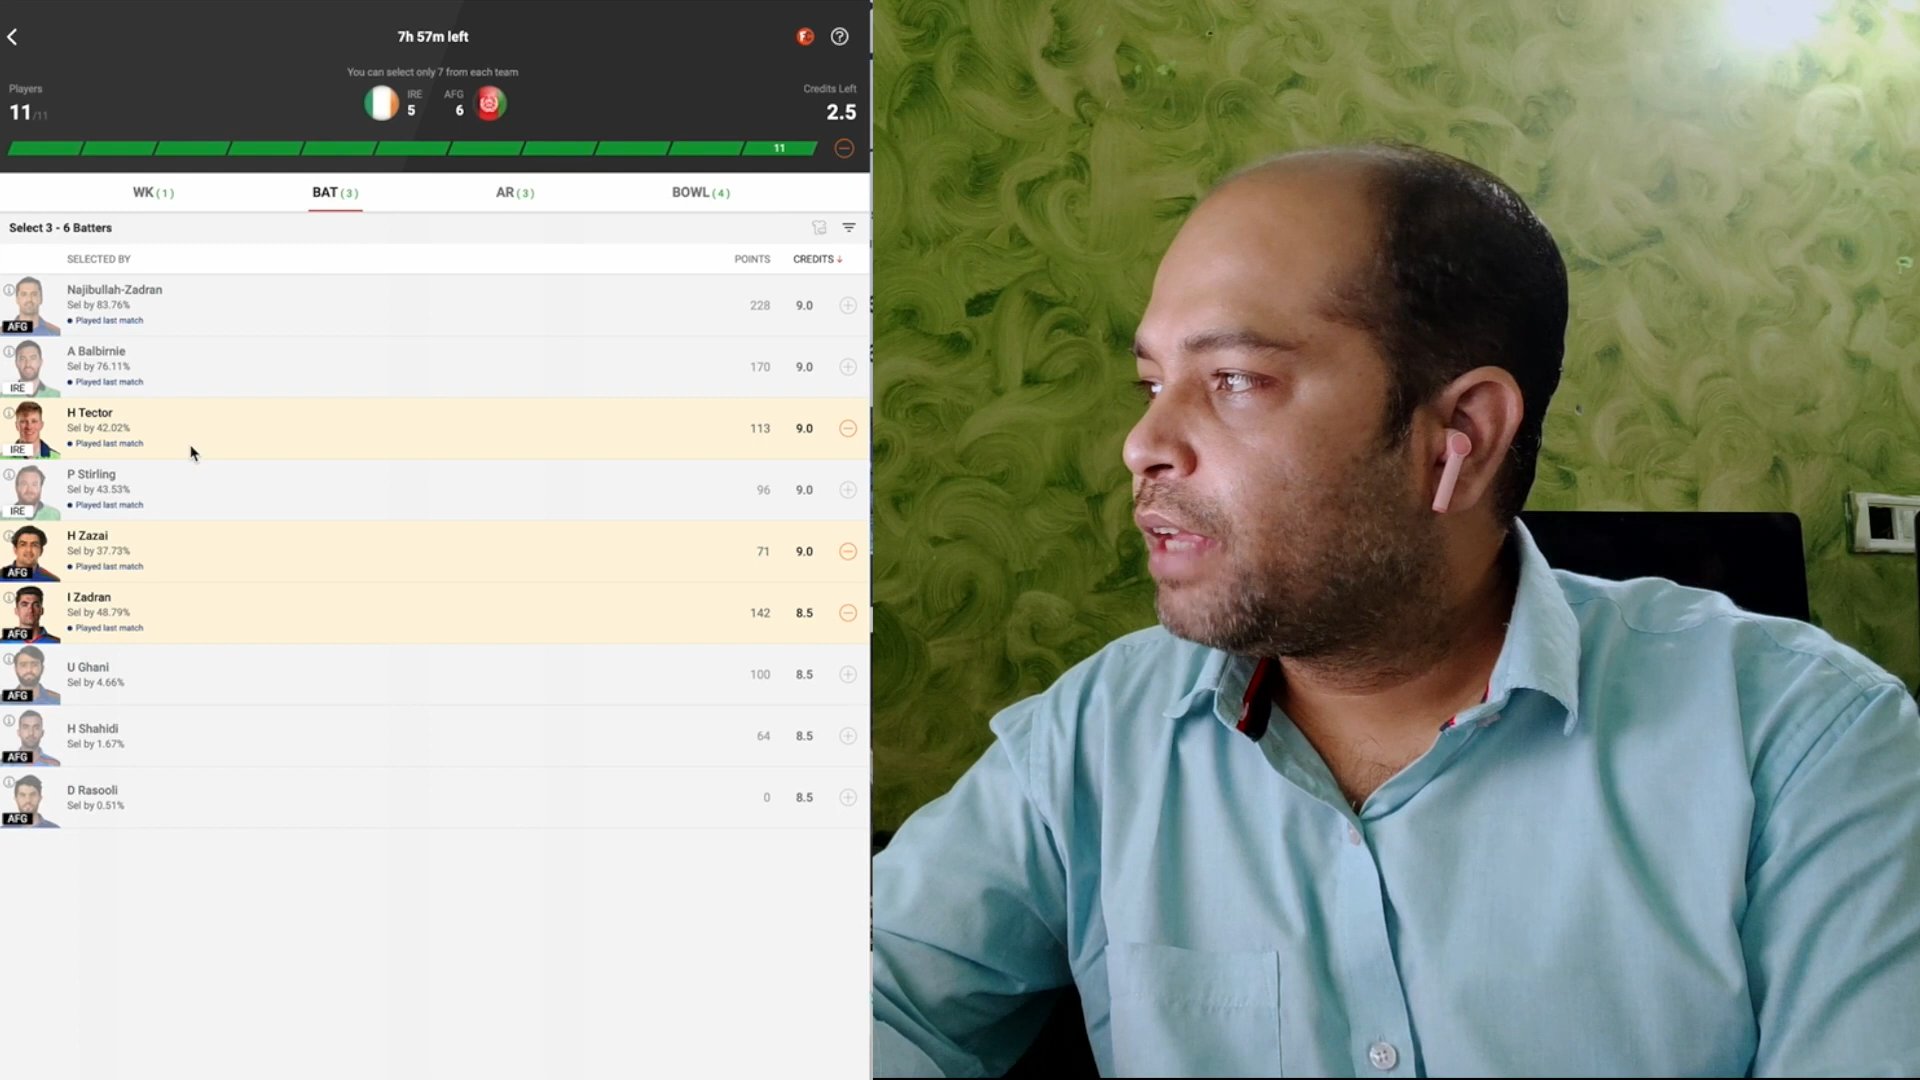 7h 57m left
You can select only 7 from each team
Players
11/11
IRE
5
AFG
6
Credits Left
2.5
11
WK (1)
BAT (3)
AR (3)
BOWL (4)
Select 3 - 6 Batters
SELECTED BY
POINTS
CREDITS
Najibullah-Zadran
Sel by 83.76%
Played last match
AFG
228
9.0
A Balbirnie
Sel by 76.11%
Played last match
IRE
170
9.0
H Tector
Sel by 42.02%
Played last match
IRE
113
9.0
P Stirling
Sel by 43.53%
Played last match
IRE
96
9.0
H Zazai
Sel by 37.73%
Played last match
AFG
71
9.0
I Zadran
Sel by 48.79%
Played last match
AFG
142
8.5
U Ghani
Sel by 4.66%
AFG
100
8.5
H Shahidi
Sel by 1.67%
AFG
64
8.5
D Rasooli
Sel by 0.51%
AFG
0
8.5